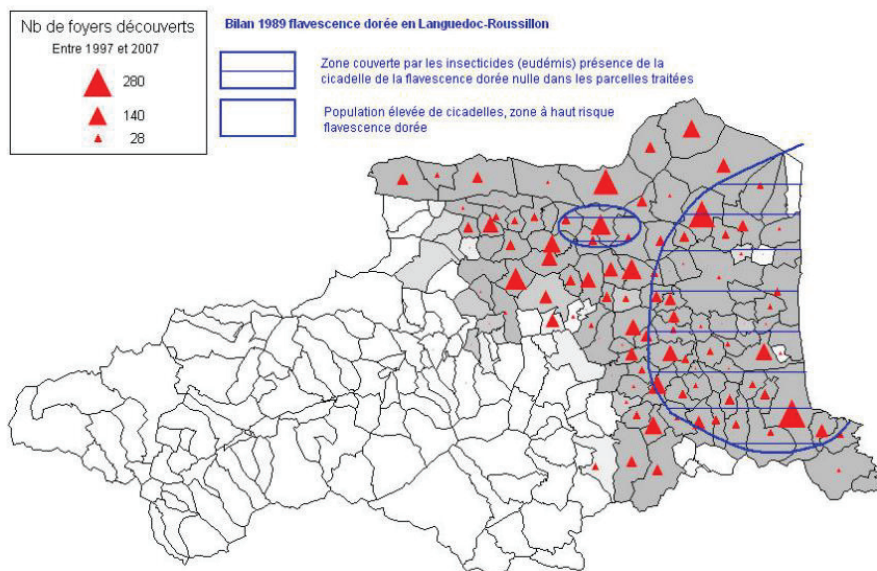 Nb de foyers découverts
Entre 1997 et 2007
280
140
28
Bilan 1989 flavescence dorée en Languedoc-Roussillon
Zone couverte par les insecticides (eudémis) présence de la
cicadelle de la flavescence dorée nulle dans les parcelles traitées
Population élevée de cicadelles, zone à haut risque
flavescence dorée